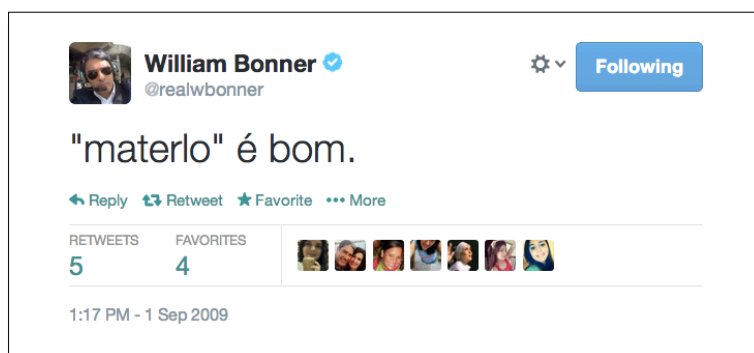 William Bonner
@realwbonner
Following
"materlo" é bom.
Reply Retweet Favorite More
RETWEETS FAVORITES
5 4
1:17 PM - 1 Sep 2009